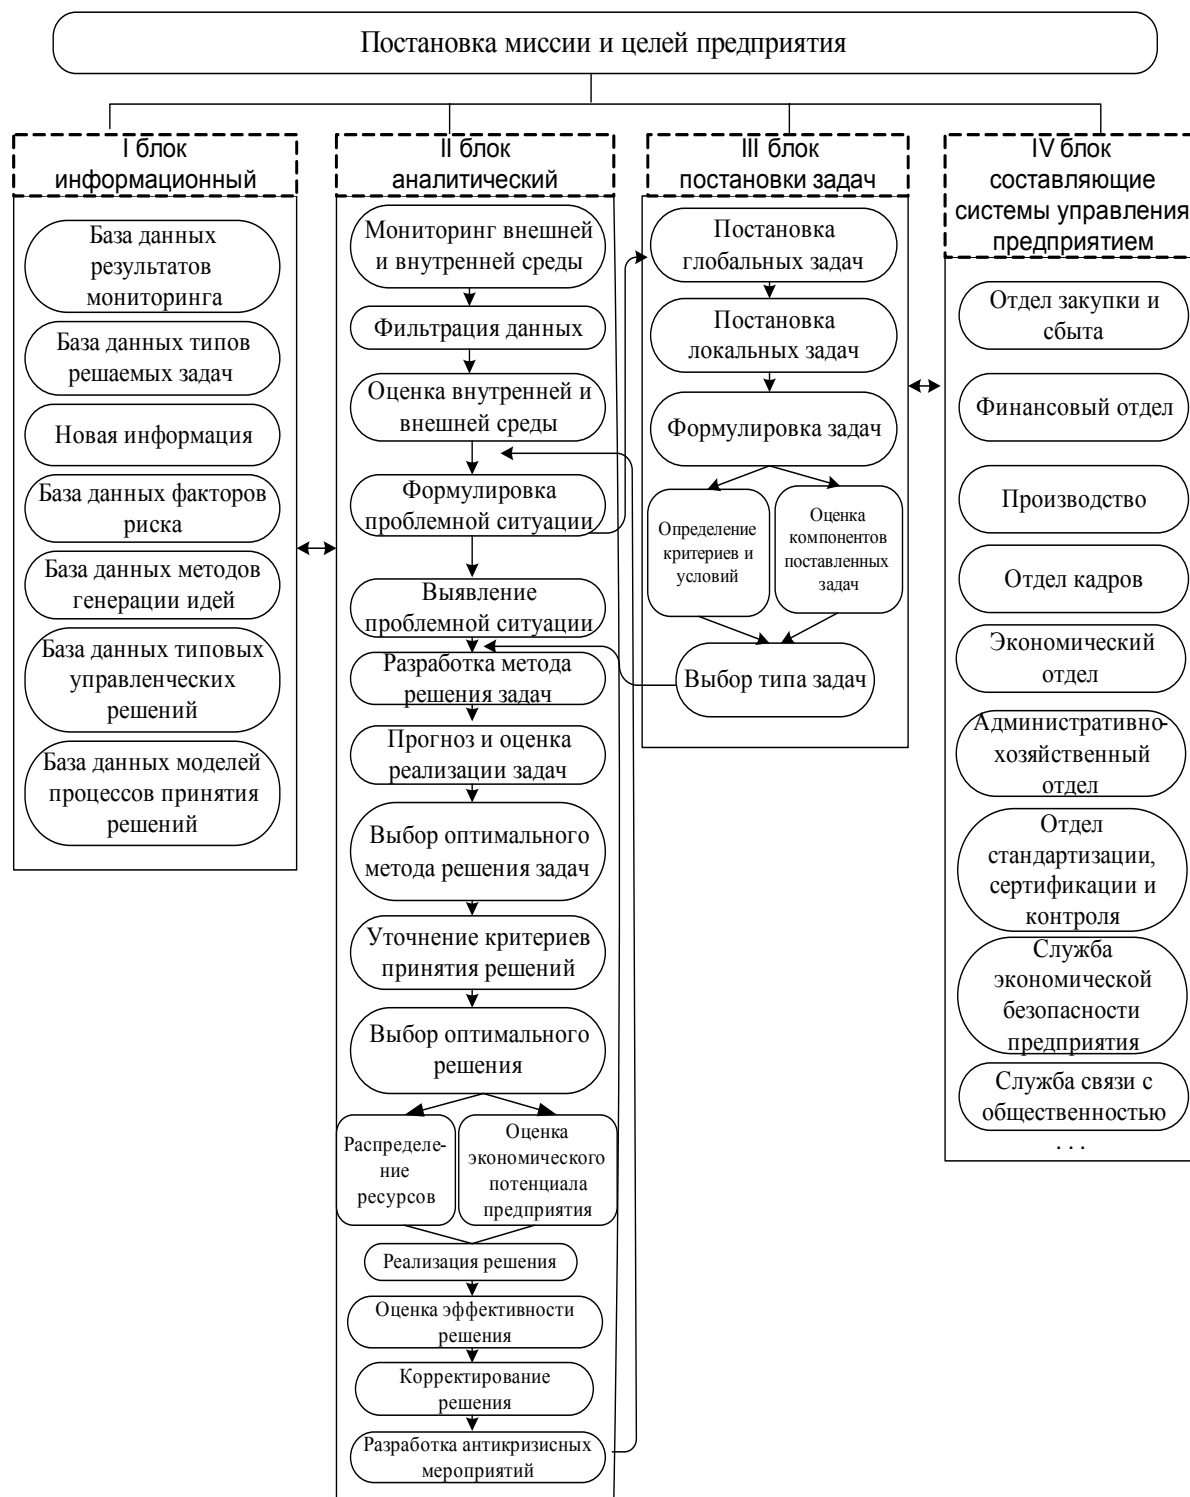 Постановка миссии и целей предприятия
I блок
информационный
База данных
результатов
мониторинга
База данных типов
решаемых задач
Новая информация
База данных факторов
риска
База данных методов
генерации идей
База данных типовых
управленческих
решений
База данных моделей
процессов принятия
решений
II блок
аналитический
Мониторинг внешней
и внутренней среды
Фильтрация данных
Оценка внутренней и
внешней среды
Формулировка
проблемной ситуации
Выявление
проблемной ситуации
Разработка метода
решения задач
Прогноз и оценка
реализации задач
Выбор оптимального
метода решения задач
Уточнение критериев
принятия решений
Выбор оптимального
решения
Распределе-
ние
ресурсов
Оценка
экономического
потенциала
предприятия
Реализация решения
Оценка эффективности
решения
Корректирование
решения
Разработка антикризисных
мероприятий
III блок
постановки задач
Постановка
глобальных задач
Постановка
локальных задач
Формулировка задач
Определение
критериев и
условий
Оценка
компонентов
поставленных
задач
Выбор типа задач
IV блок
составляющие
системы управления
предприятием
Отдел закупки и
сбыта
Финансовый отдел
Производство
Отдел кадров
Экономический
отдел
Административно-
хозяйственный
отдел
Отдел
стандартизации,
сертификации и
контроля
Служба
экономической
безопасности
предприятия
Служба связи с
общественностью
. . .